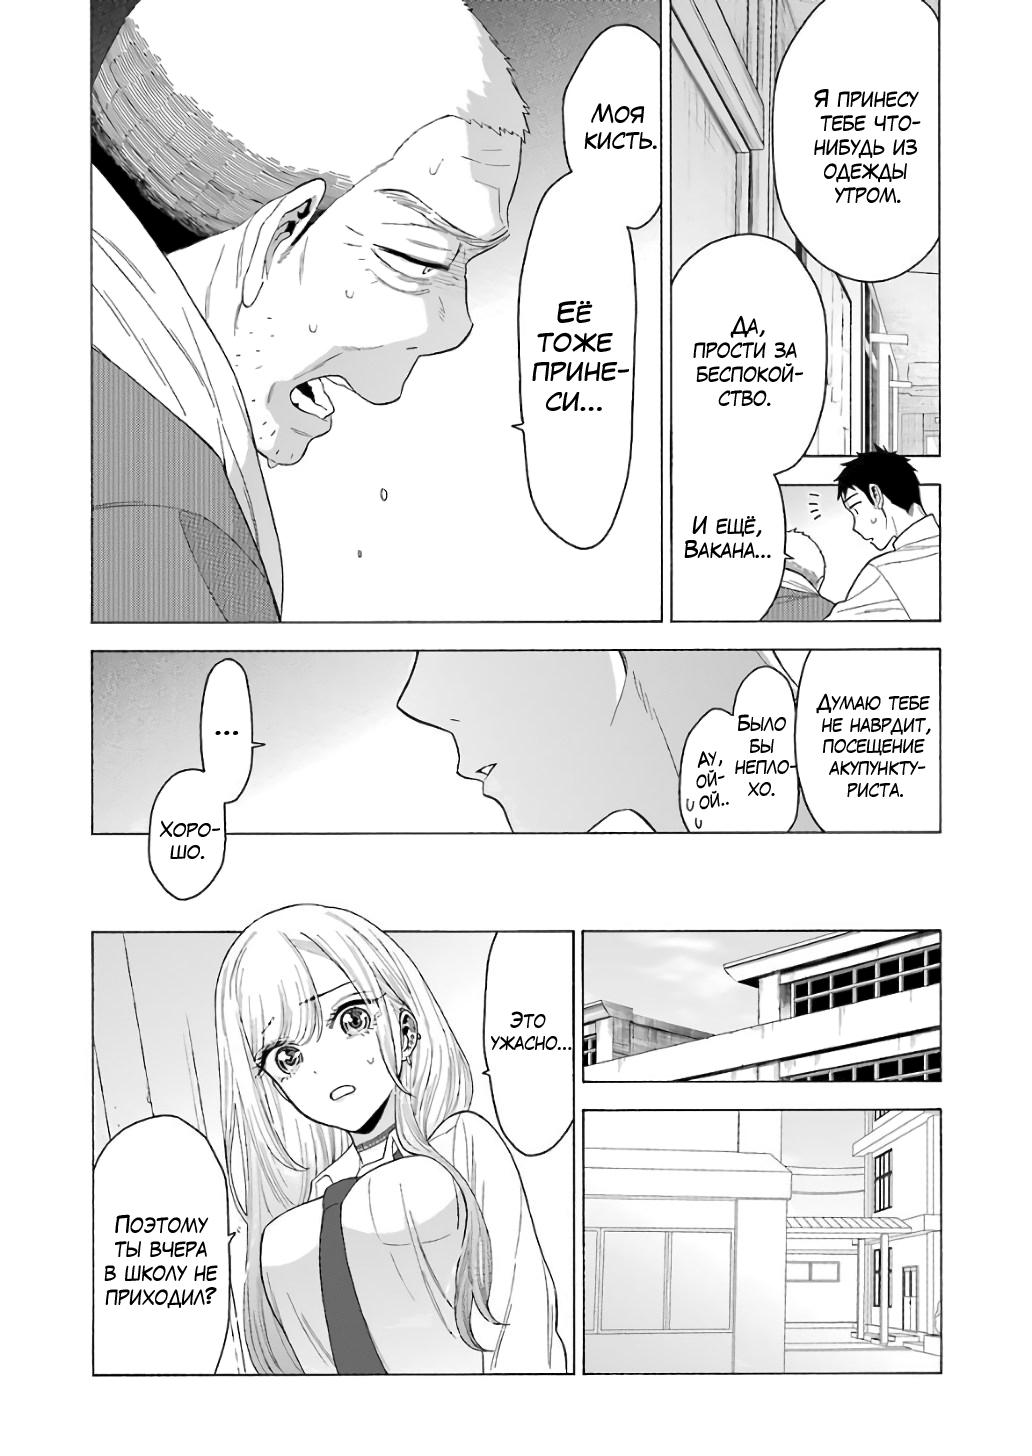 Я ПРИНЕСУ
ТЕБЕ ЧТО-
НИБУДЬ ИЗ
ОДЕЖДЫ
УТРОМ.
ДА,
ПРОСТИ ЗА
БЕСПОКОЙ-
СТВО.
И ЕЩЁ,
ВАКАНА...
МОЯ
КИСТЬ.
ЕЁ
ТОЖЕ
ПРИНЕ-
СИ...
ДУМАЮ ТЕБЕ
НЕ НАВРДИТ,
ПОСЕЩЕНИЕ
АКУПУНКТУ-
РИСТА.
БЫЛО
БЫ
НЕПЛО-
ХО.
АУ,
ОЙ-
ОЙ..
...
ХОРО-
ШО.
ЭТО
УЖАСНО...
ПОЭТОМУ
ТЫ ВЧЕРА
В ШКОЛУ НЕ
ПРИХОДИЛ?